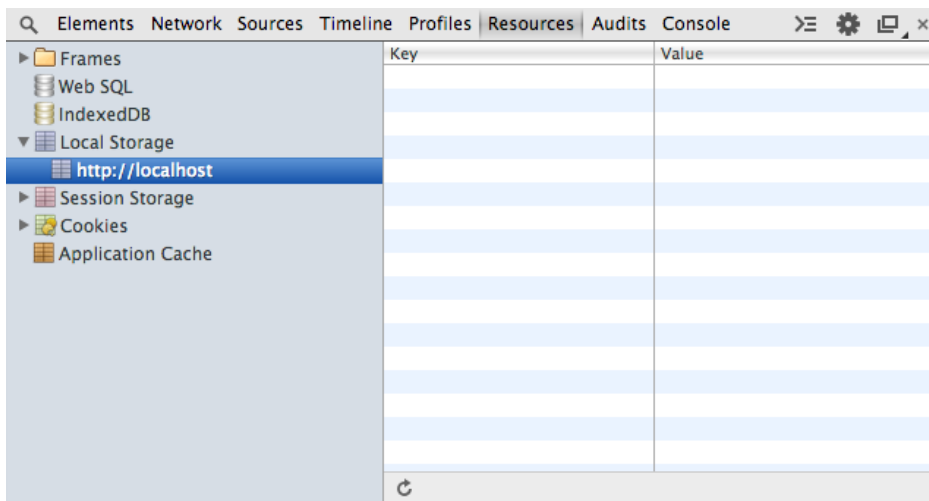 Elements Network Sources Timeline Profiles Resources Audits Console
Frames
Web SQL
IndexedDB
Local Storage
http://localhost
Session Storage
Cookies
Application Cache
Key Value